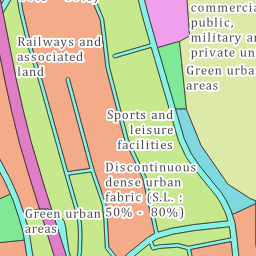 commercial
public,
military an
private un
Railways and
associated
land
Green urban
areas
Sports and
leisure
facilities
Discontinuous
dense urban
fabric (S.L. :
50% - 80%)
Green urban
areas